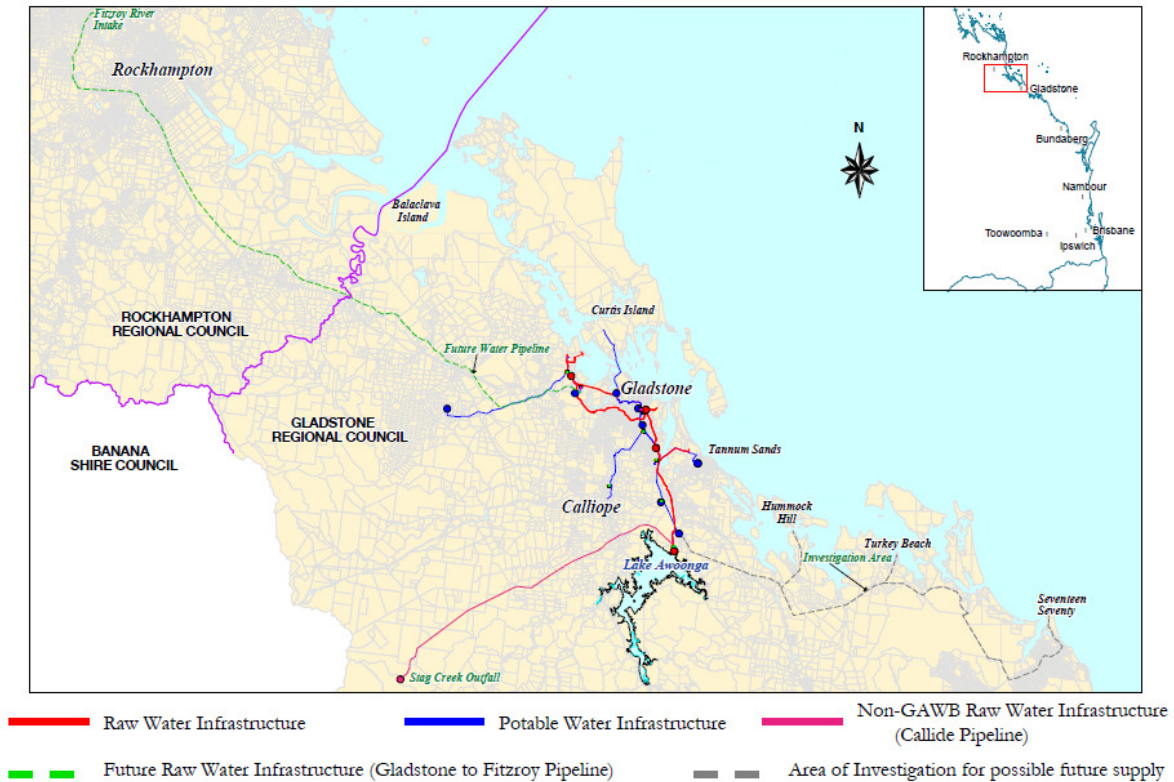 Fitzroy River
Intake
Rockhampton
Rockhampton
Gladstone
Bundaberg
Nambour
Toowoomba
Brisbane
Ipswich
N
Balaclava
Island
ROCKHAMPTON
REGIONAL COUNCIL
Curtis Island
Future Water Pipeline
Gladstone
GLADSTONE
REGIONAL COUNCIL
BANANA
SHIRE COUNCIL
Tannum Sands
Calliope
Hummock
Hill
Turkey Beach
Investigation Area
Lake Awoonga
Seventeen
Seventy
Stag Creek Outfall
Raw Water Infrastructure
Potable Water Infrastructure
Non-GAWB Raw Water Infrastructure
(Callide Pipeline)
Future Raw Water Infrastructure (Gladstone to Fitzroy Pipeline)
Area of Investigation for possible future supply